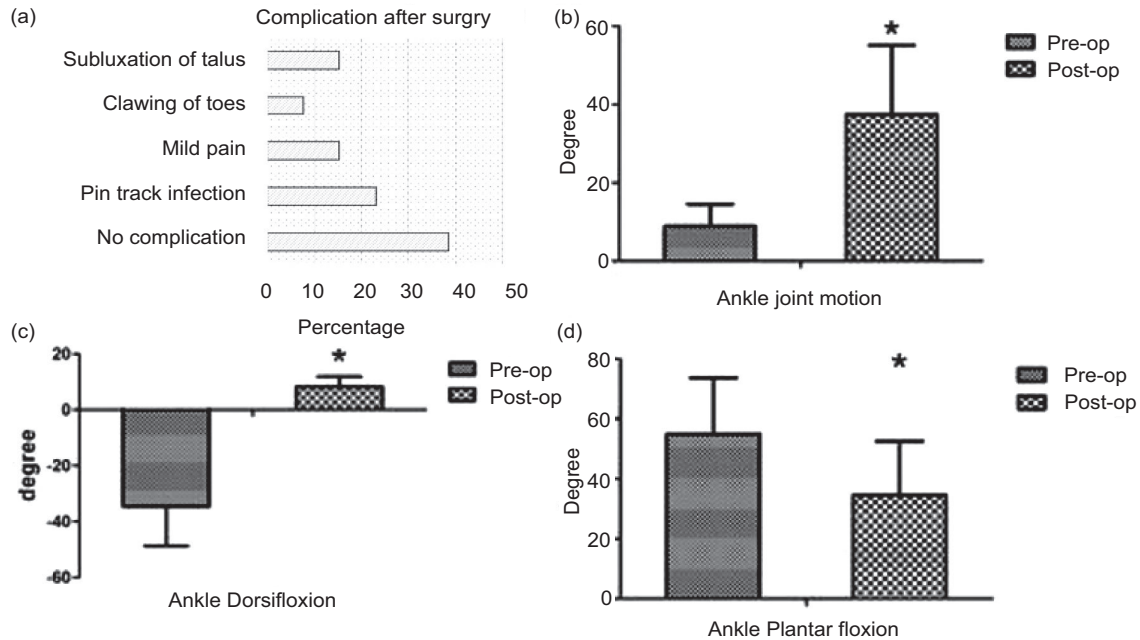 (a)
Complication after surgry
Subluxation of talus
Clawing of toes
Mild pain
Pin track infection
No complication
0 10 20 30 40 50
Percentage
(b)
60
40
20
0
Degree
*
Pre-op
Post-op
Ankle joint motion
(c)
20
0
-20
-40
-60
degree
*
Pre-op
Post-op
Ankle Dorsifloxion
(d)
80
60
40
20
0
Degree
*
Pre-op
Post-op
Ankle Plantar floxion